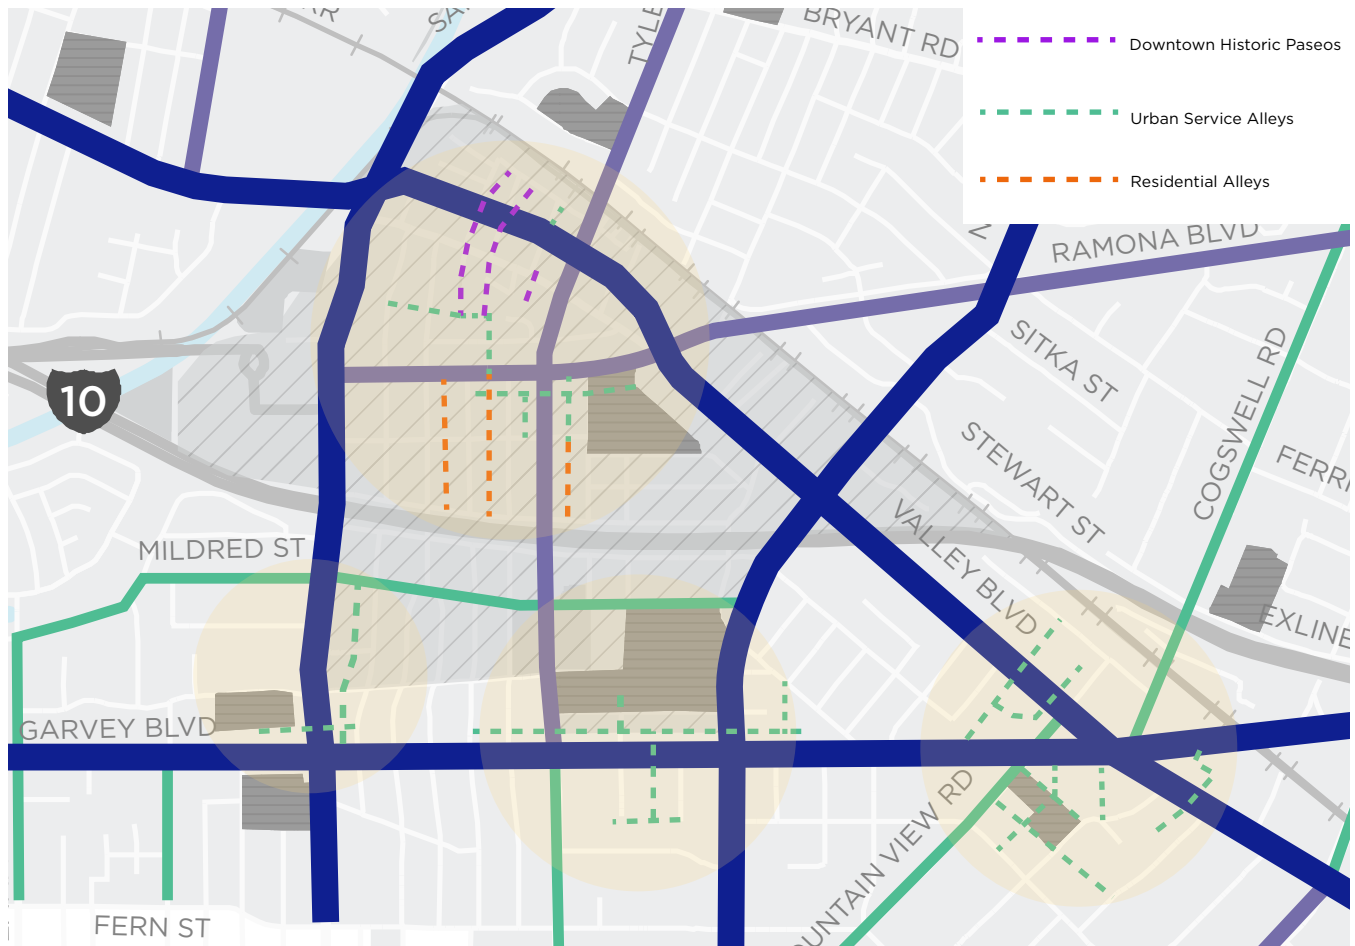 BRYANT RD
Downtown Historic Paseos
Urban Service Alleys
Residential Alleys
RAMONA BLVD
SITKA ST
COGSWELL RD
10
STEWART ST
VALLEY BLVD
MILDRED ST
GARVEY BLVD
FERN ST